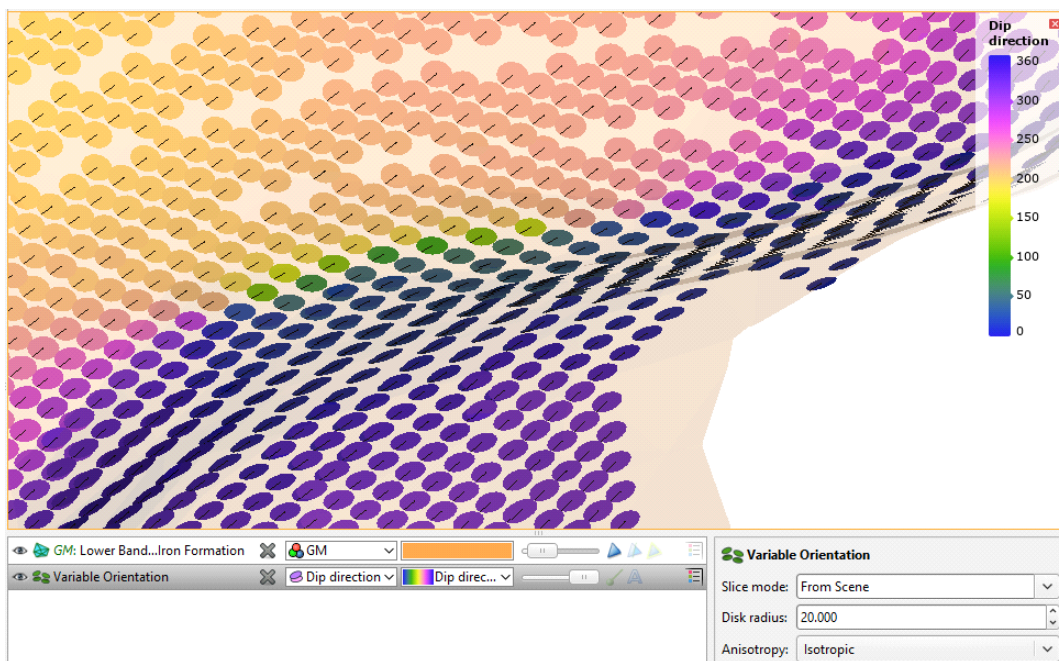 Dip
direction
360
300
250
200
150
100
50
0
GM: Lower Band...Iron Formation
GM
Variable Orientation
Dip direction
Dip direc...
Variable Orientation
Slice mode: From Scene
Disk radius: 20.000
Anisotropy: Isotropic